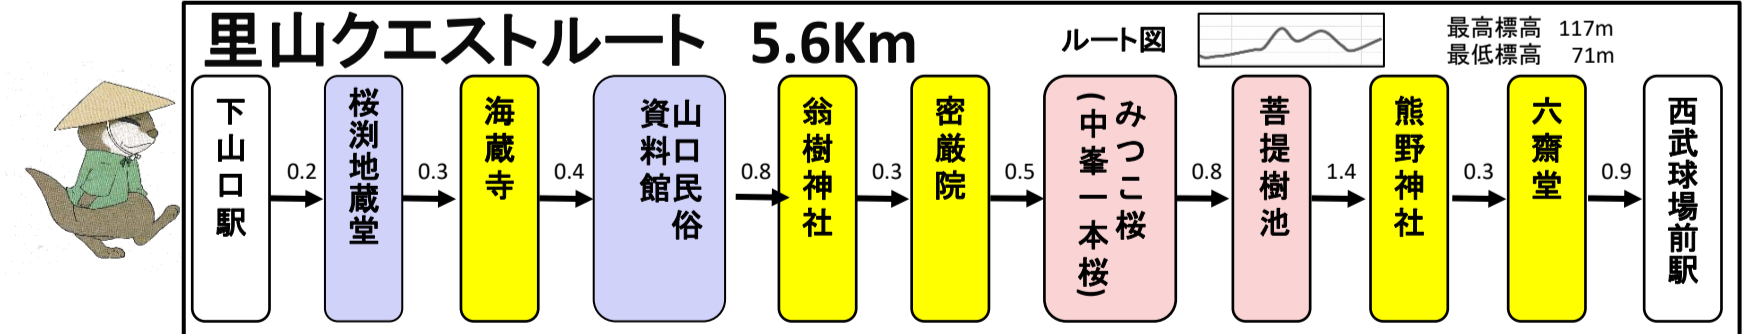 里山クエストルート 5.6Km
ルート図
最高標高 117m
最低標高 71m
下山口駅
0.2
桜渕地蔵堂
0.3
海蔵寺
0.4
山口民俗
資料館
0.8
翁樹神社
0.3
密厳院
0.5
みつこ桜
(中峯一本桜)
0.8
菩提樹池
1.4
熊野神社
0.3
六齋堂
0.9
西武球場前駅